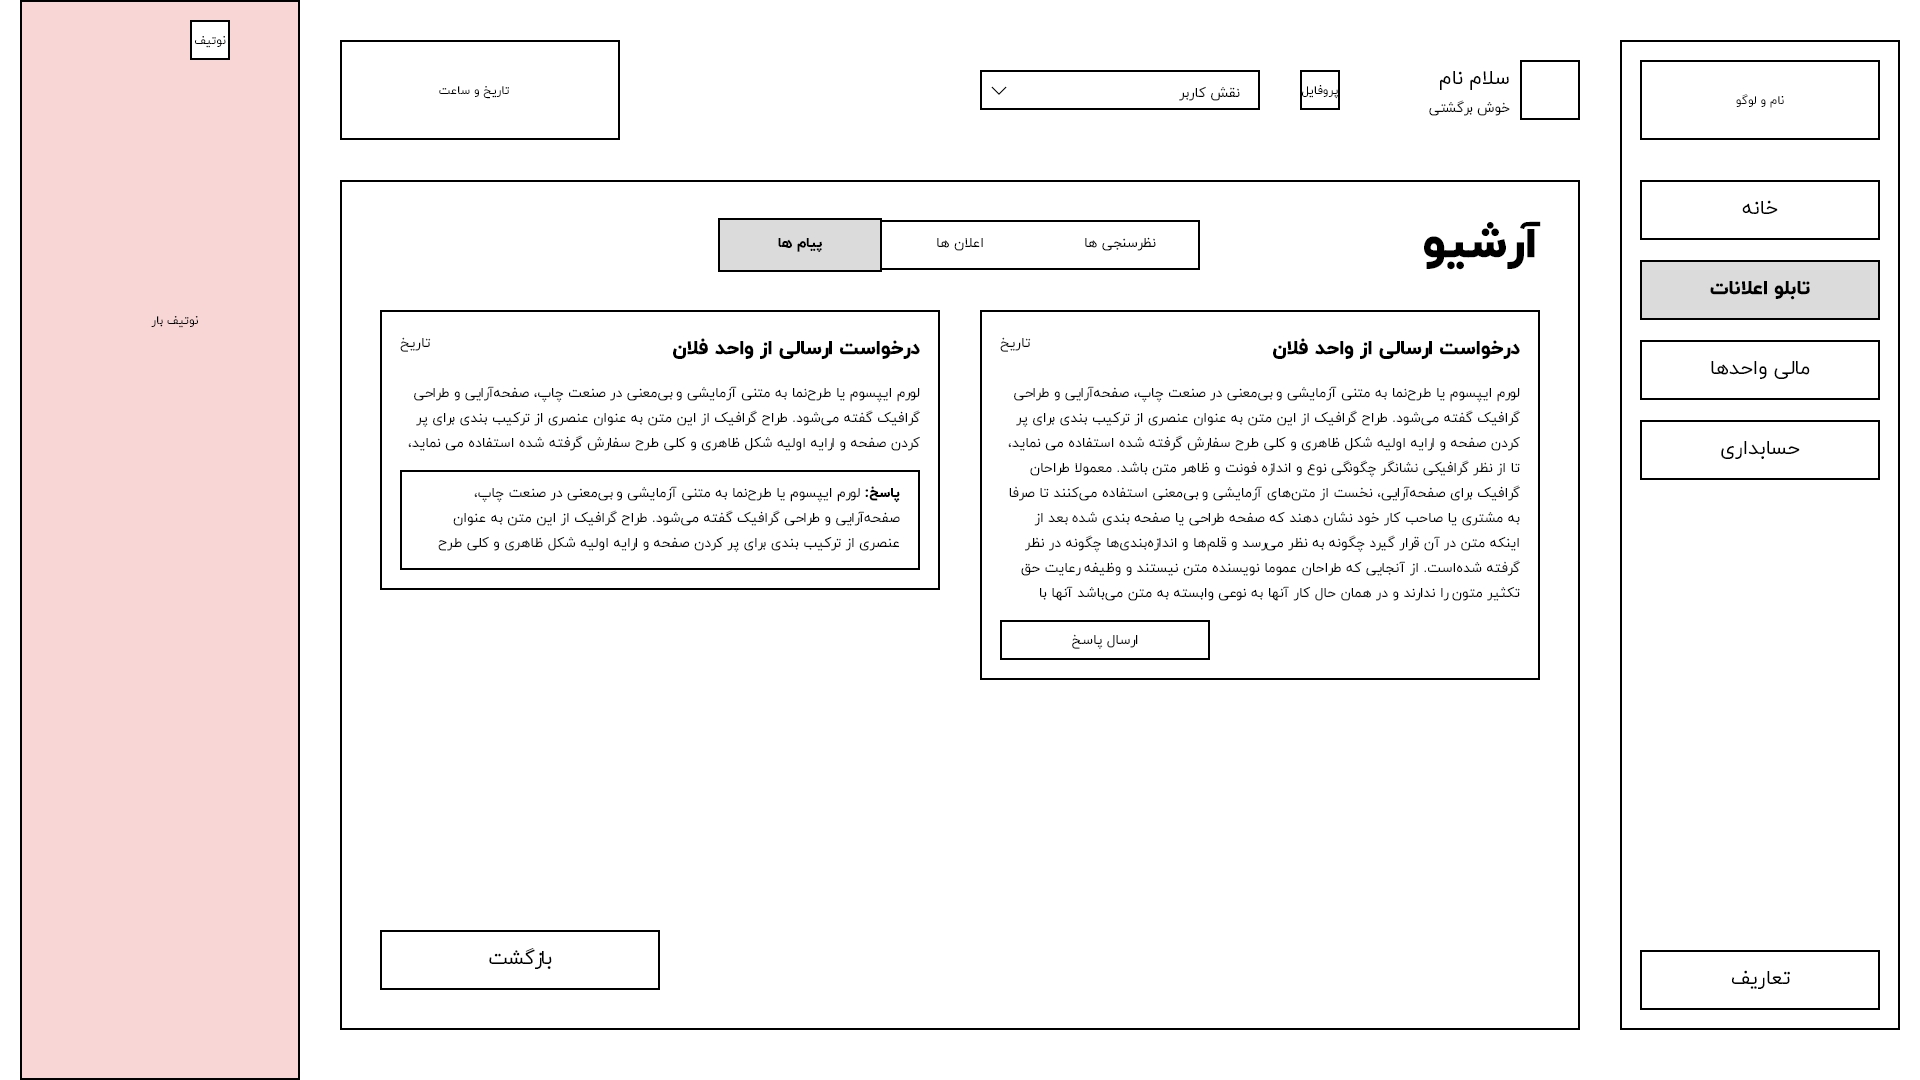 نام و لوگو
خانه
تابلو اعلانات
مالی واحدها
حسابداری
تعاریف
سلام نام
خوش برگشتی
پروفایل
نقش کاربر
تاریخ و ساعت
آرشیو
نظرسنجی ها
اعلان ها
پیام ها
درخواست ارسالی از واحد فلان
تاریخ
لورم ایپسوم یا طرح‌نما به متنی آزمایشی و بی‌معنی در صنعت چاپ، صفحه‌آرایی و طراحی
گرافیک گفته می‌شود. طراح گرافیک از این متن به عنوان عنصری از ترکیب بندی برای پر
کردن صفحه و ارایه اولیه شکل ظاهری و کلی طرح سفارش گرفته شده استفاده می نماید،
تا از نظر گرافیکی نشانگر چگونگی نوع و اندازه فونت و ظاهر متن باشد. معمولا طراحان
گرافیک برای صفحه‌آرایی، نخست از متن‌های آزمایشی و بی‌معنی استفاده می‌کنند تا صرفا
به مشتری یا صاحب کار خود نشان دهند که صفحه طراحی یا صفحه بندی شده بعد از
اینکه متن در آن قرار گیرد چگونه به نظر می‌رسد و قلم‌ها و اندازه‌بندی‌ها چگونه در نظر
گرفته شده‌است. از آنجایی که طراحان عموما نویسنده متن نیستند و وظیفه رعایت حق
تکثیر متون را ندارند و در همان حال کار آنها به نوعی وابسته به متن می‌باشد آنها با
ارسال پاسخ
درخواست ارسالی از واحد فلان
تاریخ
لورم ایپسوم یا طرح‌نما به متنی آزمایشی و بی‌معنی در صنعت چاپ، صفحه‌آرایی و طراحی
گرافیک گفته می‌شود. طراح گرافیک از این متن به عنوان عنصری از ترکیب بندی برای پر
کردن صفحه و ارایه اولیه شکل ظاهری و کلی طرح سفارش گرفته شده استفاده می نماید،
پاسخ: لورم ایپسوم یا طرح‌نما به متنی آزمایشی و بی‌معنی در صنعت چاپ،
صفحه‌آرایی و طراحی گرافیک گفته می‌شود. طراح گرافیک از این متن به عنوان
عنصری از ترکیب بندی برای پر کردن صفحه و ارایه اولیه شکل ظاهری و کلی طرح
بازگشت
نوتیف
نوتیف بار